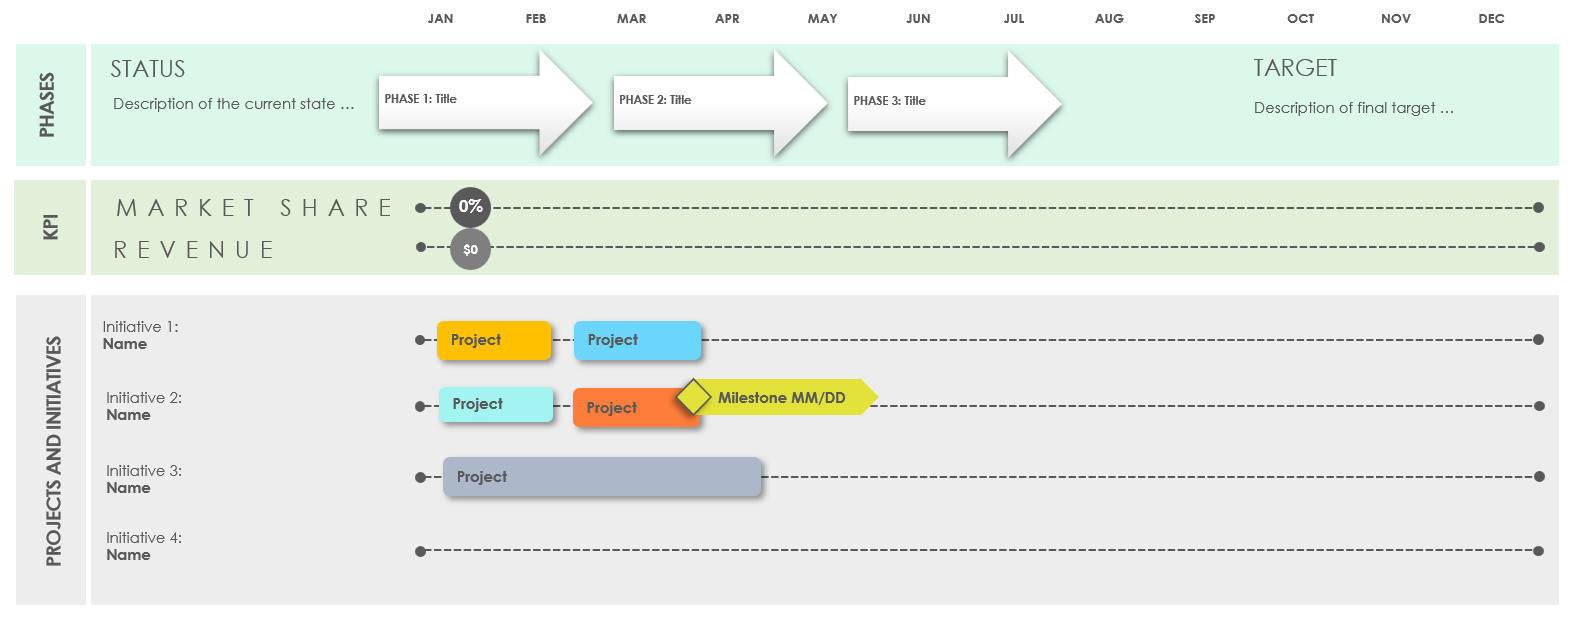 JAN FEB MAR APR MAY JUN JUL AUG SEP OCT NOV DEC
PHASES
STATUS
Description of the current state ...
PHASE 1: Title
PHASE 2: Title
PHASE 3: Title
TARGET
Description of final target ...
KPI
MARKET SHARE
0%
REVENUE
$0
PROJECTS AND INITIATIVES
Initiative 1:
Name
Project
Project
Initiative 2:
Name
Project
Project
Milestone MM/DD
Initiative 3:
Name
Project
Initiative 4:
Name